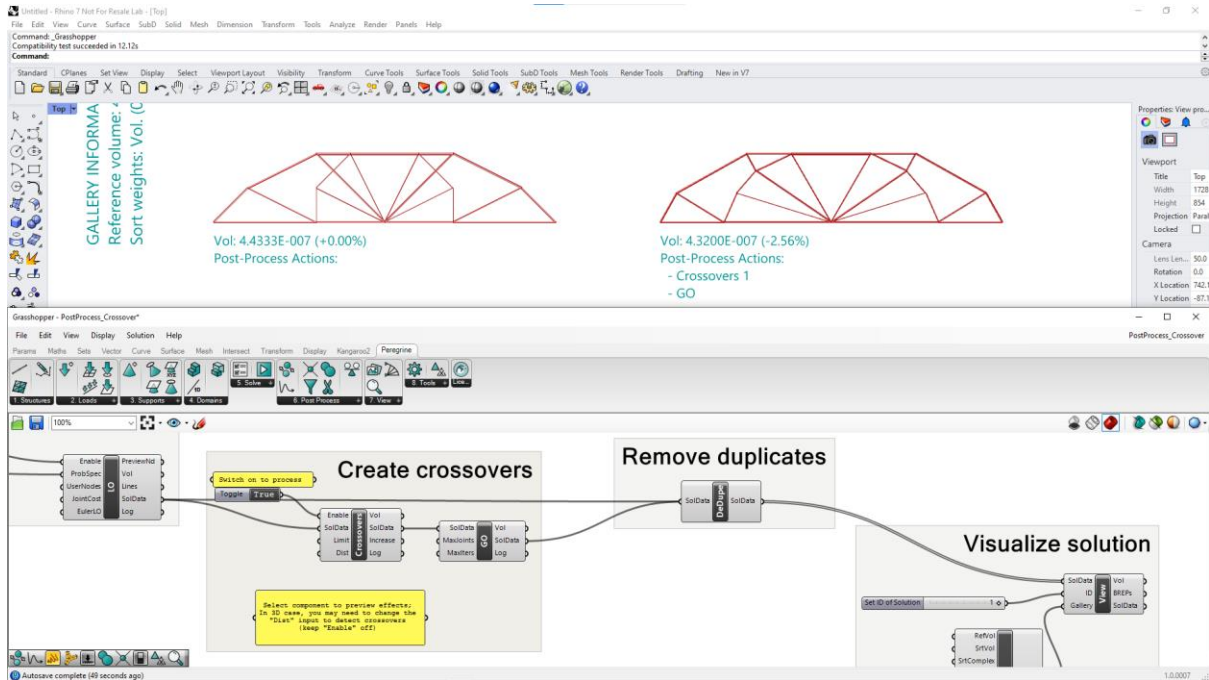 Untitled - Rhino 7 Not For Resale Lab - [Top]
File Edit View Curve Surface SubD Solid Mesh Dimension Transform Tools Analyze Render Panels Help
Command: _Grasshopper
Compatibility test succeeded in 12.12s
Command:
Standard CPlanes Set View Display Select Viewport Layout Visibility Transform Curve Tools Surface Tools Solid Tools SubD Tools Mesh Tools Render Tools Drafting New in V7
Top
GALLERY INFORMA
Reference volume: 4
Sort weights: Vol. (0
Vol: 4.4333E-007 (+0.00%)
Post-Process Actions:
Vol: 4.3200E-007 (-2.56%)
Post-Process Actions:
- Crossovers 1
- GO
Properties: View pro...
Viewport
Title Top
Width 1728
Height 854
Projection Paral
Locked
Camera
Lens Len... 50.0
Rotation 0.0
X Location 742.1
Y Location -87.1
Grasshopper - PostProcess_Crossover*
File Edit View Display Solution Help
PostProcess_Crossover
Params Maths Sets Vector Curve Surface Mesh Intersect Transform Display Kangaroo2 Peregrine
1. Structures 2. Loads + 3. Supports + 4. Domains 5. Solve + 6. Post Process + 7. View + 8. Tools +
100%
Enable PreviewNd
ProbSpec Vol
UserNodes Lines
JointCost SolData
EulerLO Log
LO
Create crossovers
Switch on to process
Toggle True
Enable Vol
SolData SolData
Limit Increase
Dist Log
Crossovers
SolData Vol
MaxJoints SolData
MaxIters Log
GO
Select component to preview effects;
In 3D case, you may need to change the
"Dist" input to detect crossovers
(keep "Enable" off)
Remove duplicates
SolData DeDupe SolData
Visualize solution
Set ID of Solution 1
SolData Vol
ID BREPs
Gallery SolData
View
RefVol
SrtVol
SrtComplex
Autosave complete (49 seconds ago)
1.0.0007